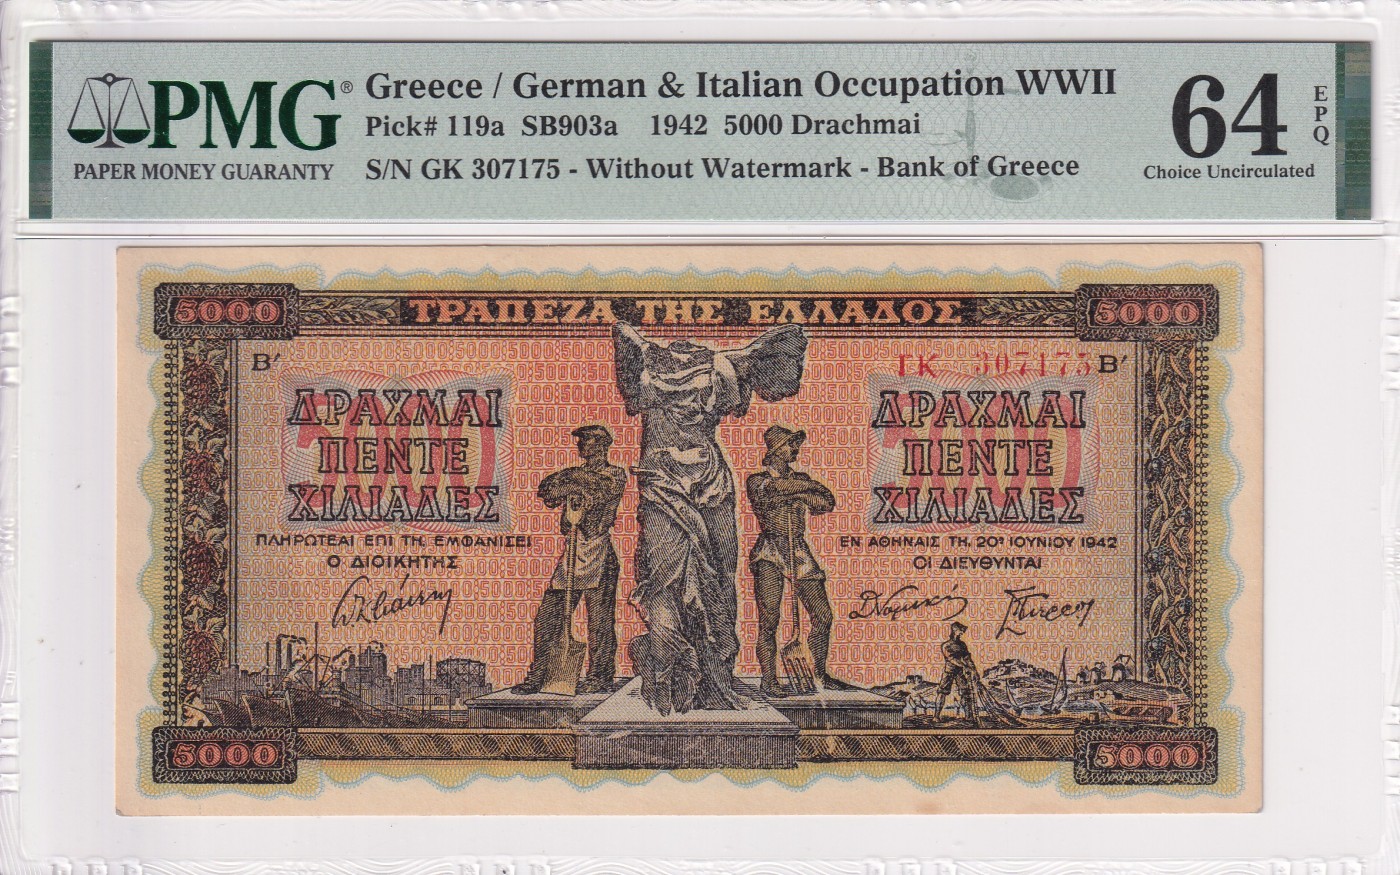 PMG®
PAPER MONEY GUARANTY
Greece / German & Italian Occupation WWII
Pick# 119a SB903a 1942 5000 Drachmai
S/N GK 307175 - Without Watermark - Bank of Greece
64
EPQ
Choice Uncirculated
5000 ΤΡΑΠΕΖΑ ΤΗΣ ΕΛΛΑΔΟΣ 5000
Β′ ΓΚ 307175 Β′
ΔΡΑΧΜΑΙ
ΠΕΝΤΕ
ΧΙΛΙΑΔΕΣ
ΔΡΑΧΜΑΙ
ΠΕΝΤΕ
ΧΙΛΙΑΔΕΣ
ΠΛΗΡΩΤΕΑΙ ΕΠΙ ΤΗ ΕΜΦΑΝΙΣΕΙ
Ο ΔΙΟΙΚΗΤΗΣ
ΕΝ ΑΘΗΝΑΙΣ ΤΗ, 20ῃ ΙΟΥΝΙΟΥ 1942
ΟΙ ΔΙΕΥΘΥΝΤΑΙ
5000 5000